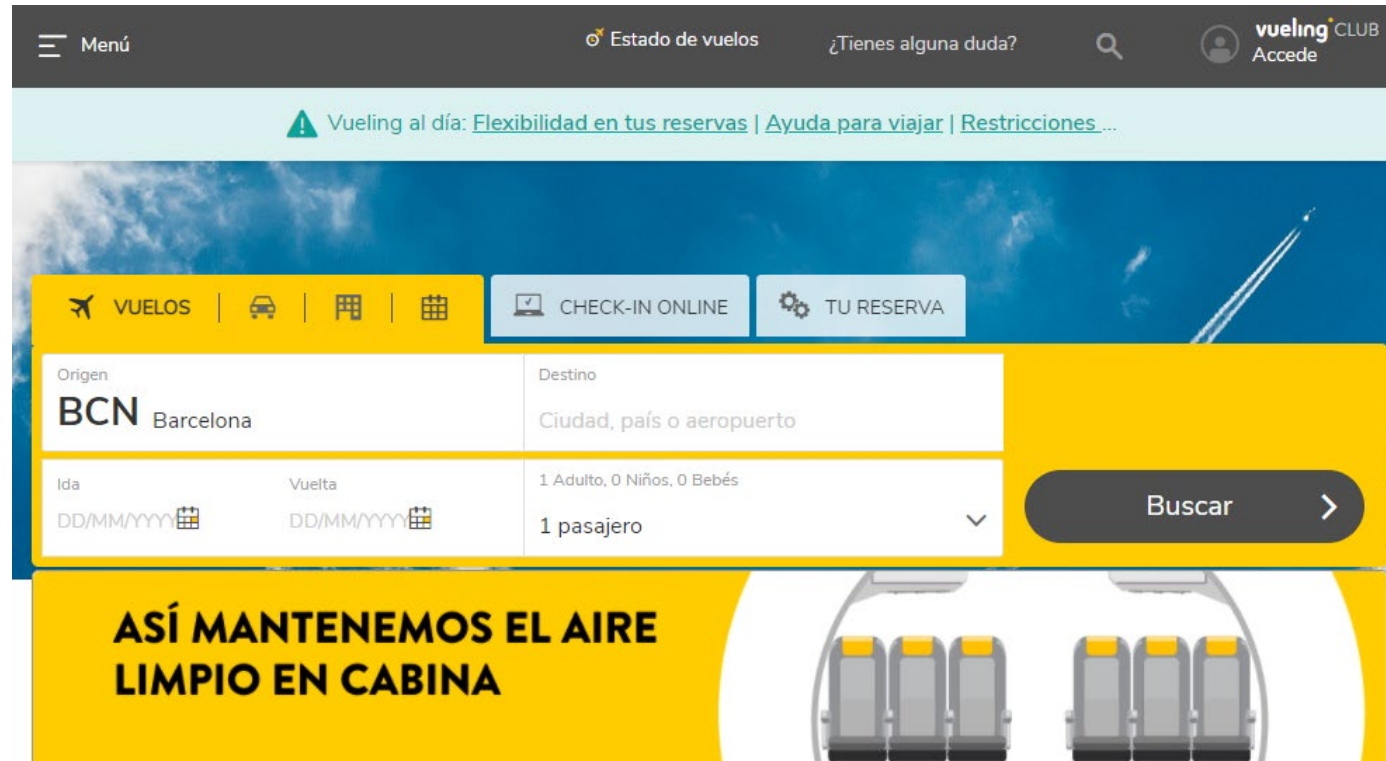 Menú
Estado de vuelos
¿Tienes alguna duda?
vueling CLUB
Accede
Vueling al día: Flexibilidad en tus reservas | Ayuda para viajar | Restricciones ...
VUELOS
CHECK-IN ONLINE
TU RESERVA
Origen
BCN Barcelona
Destino
Ciudad, país o aeropuerto
Ida
DD/MM/YYYY
Vuelta
DD/MM/YYYY
1 Adulto, 0 Niños, 0 Bebés
1 pasajero
Buscar
ASÍ MANTENEMOS EL AIRE
LIMPIO EN CABINA